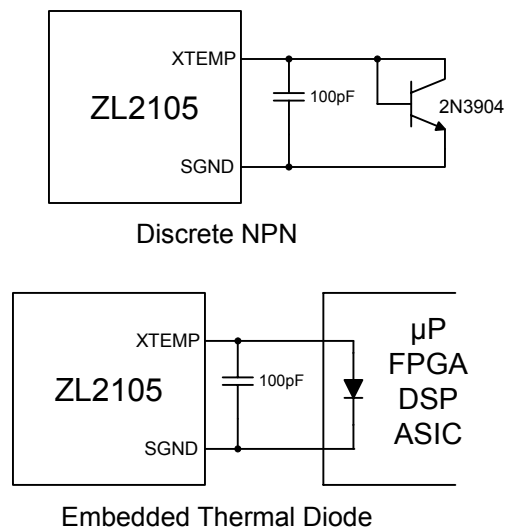 XTEMP
ZL2105
100pF
2N3904
SGND
Discrete NPN
XTEMP
µP
FPGA
ZL2105
100pF
DSP
ASIC
SGND
Embedded Thermal Diode